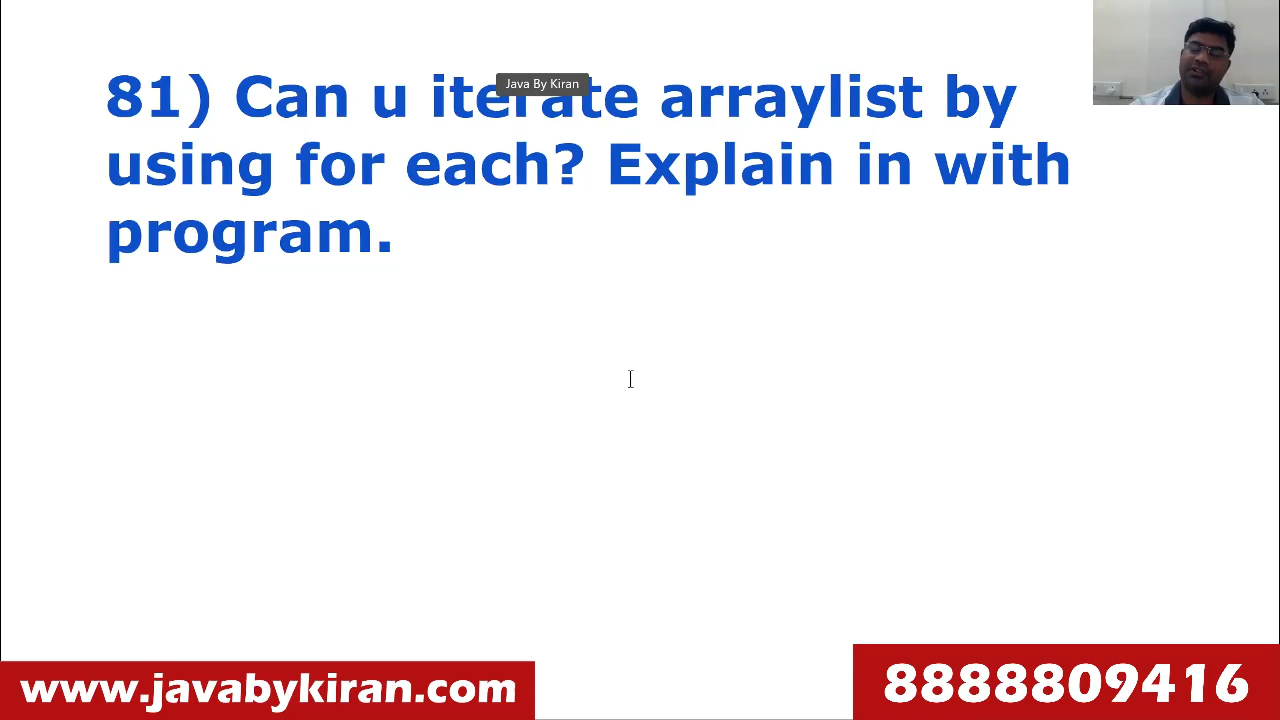 81) Can u iterate arraylist by
using for each? Explain in with
program.
Java By Kiran
www.javabykiran.com
8888809416